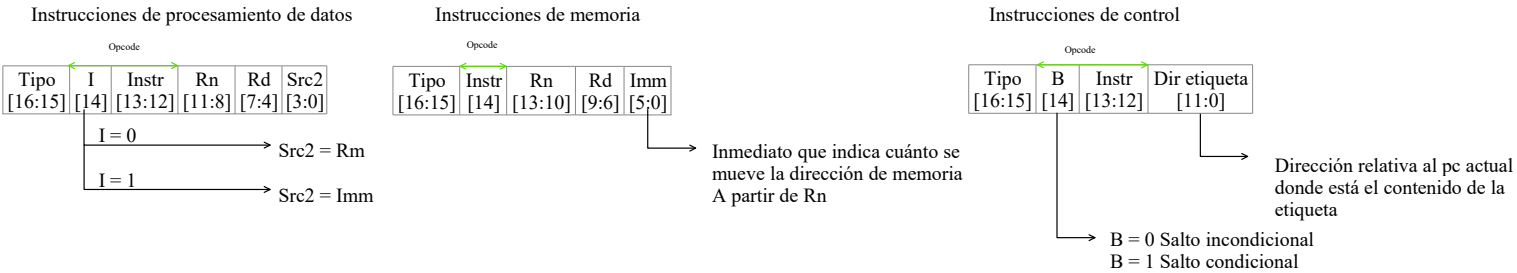 Instrucciones de procesamiento de datos
Opcode
Tipo I Instr Rn Rd Src2
[16:15] [14] [13:12] [11:8] [7:4] [3:0]
I = 0
Src2 = Rm
I = 1
Src2 = Imm
Instrucciones de memoria
Opcode
Tipo Instr Rn Rd Imm
[16:15] [14] [13:10] [9:6] [5:0]
Inmediato que indica cuánto se
mueve la dirección de memoria
A partir de Rn
Instrucciones de control
Opcode
Tipo B Instr Dir etiqueta
[16:15] [14] [13:12] [11:0]
Dirección relativa al pc actual
donde está el contenido de la
etiqueta
B = 0 Salto incondicional
B = 1 Salto condicional